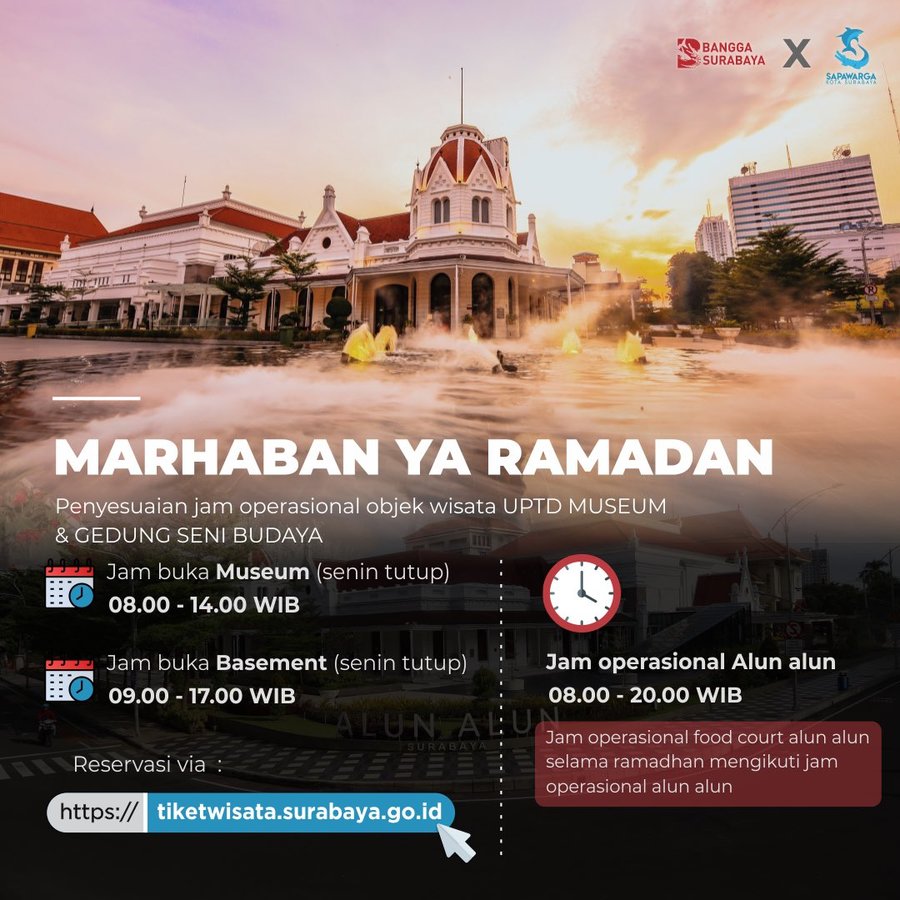 BANGGA
SURABAYA
X
SAPAWARGA
KOTA SURABAYA
MARHABAN YA RAMADAN
Penyesuaian jam operasional objek wisata UPTD MUSEUM
& GEDUNG SENI BUDAYA
Jam buka Museum (senin tutup)
08.00 - 14.00 WIB
Jam buka Basement (senin tutup)
09.00 - 17.00 WIB
Reservasi via :
https:// tiketwisata.surabaya.go.id
Jam operasional Alun alun
08.00 - 20.00 WIB
Jam operasional food court alun alun
selama ramadhan mengikuti jam
operasional alun alun
ALUN ALUN
SURABAYA